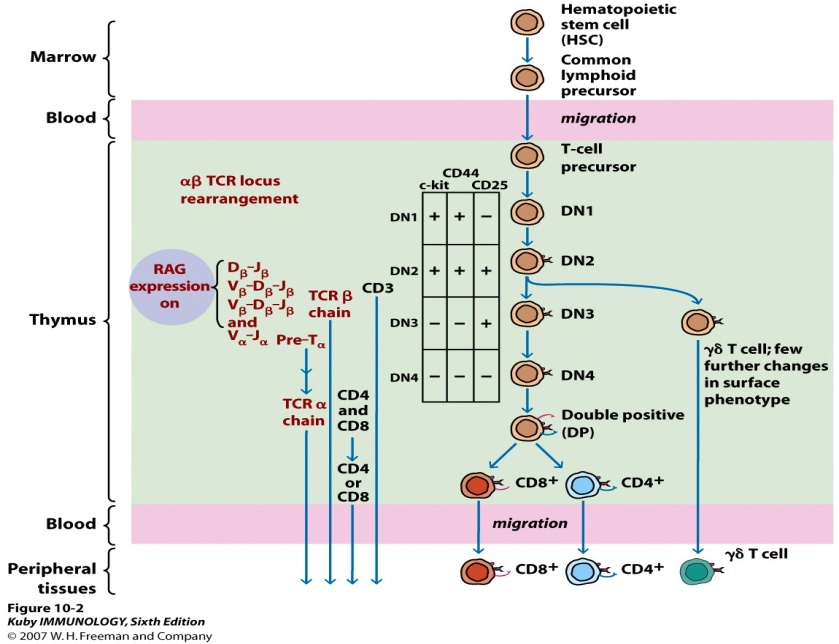 Hematopoietic
stem cell
(HSC)
Marrow
Common
lymphoid
precursor
Blood
migration
T-cell
precursor
αβ TCR locus
rearrangement
CD44
c-kit
CD25
DN1 + + −
DN1
DN2 + + +
DN2
RAG
expression
on
Dβ–Jβ
Vβ–Dβ–Jβ
Vβ–Dβ–Jβ
and
Vα–Jα
TCR β
chain
CD3
Thymus
DN3 − − +
DN3
Pre–Tα
γδ T cell; few
further changes
in surface
phenotype
DN4 − − −
DN4
TCR α
chain
CD4
and
CD8
Double positive
(DP)
CD4
or
CD8
CD8+
CD4+
Blood
migration
Peripheral
tissues
CD8+
CD4+
γδ T cell
Figure 10-2
Kuby IMMUNOLOGY, Sixth Edition
© 2007 W. H. Freeman and Company